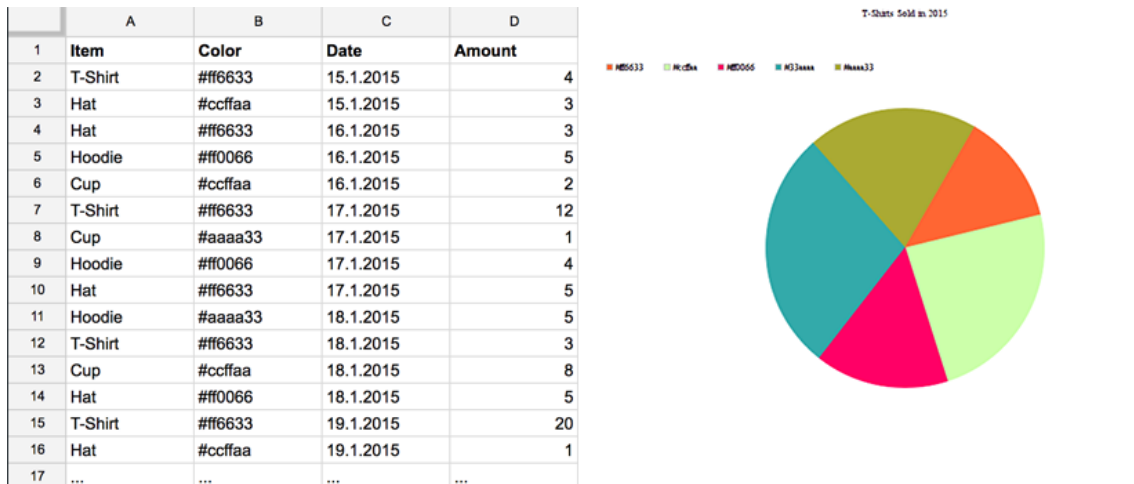 A B C D
1 Item Color Date Amount
2 T-Shirt #ff6633 15.1.2015 4
3 Hat #ccffaa 15.1.2015 3
4 Hat #ff6633 16.1.2015 3
5 Hoodie #ff0066 16.1.2015 5
6 Cup #ccffaa 16.1.2015 2
7 T-Shirt #ff6633 17.1.2015 12
8 Cup #aaaa33 17.1.2015 1
9 Hoodie #ff0066 17.1.2015 4
10 Hat #ff6633 17.1.2015 5
11 Hoodie #aaaa33 18.1.2015 5
12 T-Shirt #ff6633 18.1.2015 3
13 Cup #ccffaa 18.1.2015 8
14 Hat #ff0066 18.1.2015 5
15 T-Shirt #ff6633 19.1.2015 20
16 Hat #ccffaa 19.1.2015 1
17 ... ... ... ...
T-Shirts Sold in 2015
#ff6633 #ccffaa #ff0066 #33aaaa #aaaa33